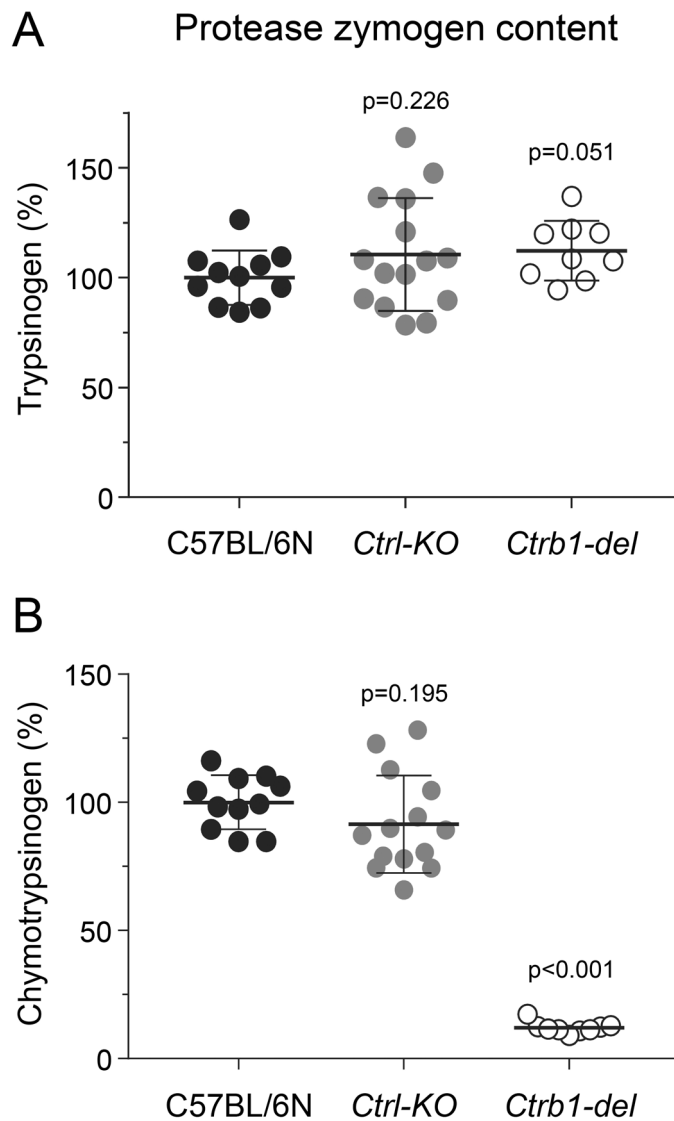 A
Protease zymogen content
p=0.226
p=0.051
150
100
50
0
Trypsinogen (%)
C57BL/6N
Ctrl-KO
Ctrb1-del
B
150
100
50
0
Chymotrypsinogen (%)
p=0.195
p<0.001
C57BL/6N
Ctrl-KO
Ctrb1-del